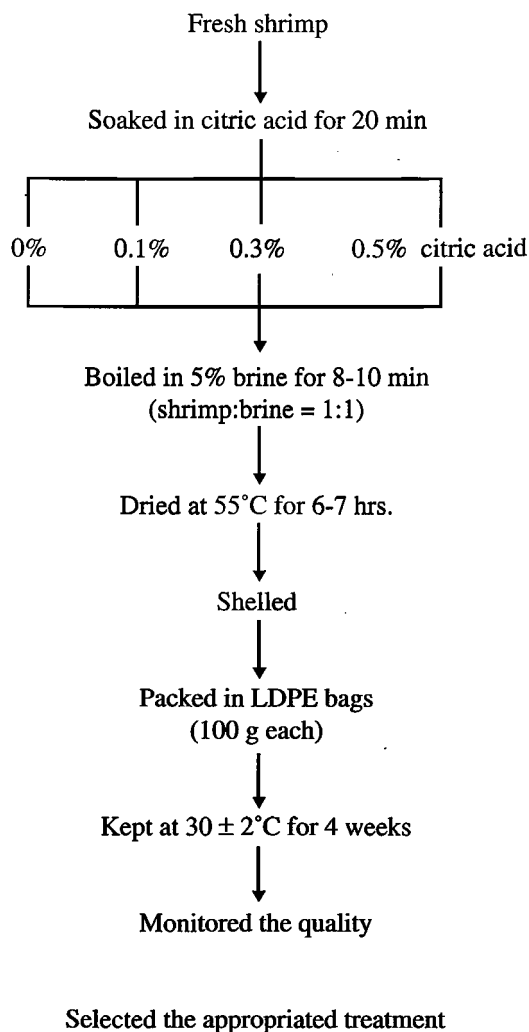 Fresh shrimp
Soaked in citric acid for 20 min
0% 0.1% 0.3% 0.5% citric acid
Boiled in 5% brine for 8-10 min
(shrimp:brine = 1:1)
Dried at 55°C for 6-7 hrs.
Shelled
Packed in LDPE bags
(100 g each)
Kept at 30 ± 2°C for 4 weeks
Monitored the quality
Selected the appropriated treatment